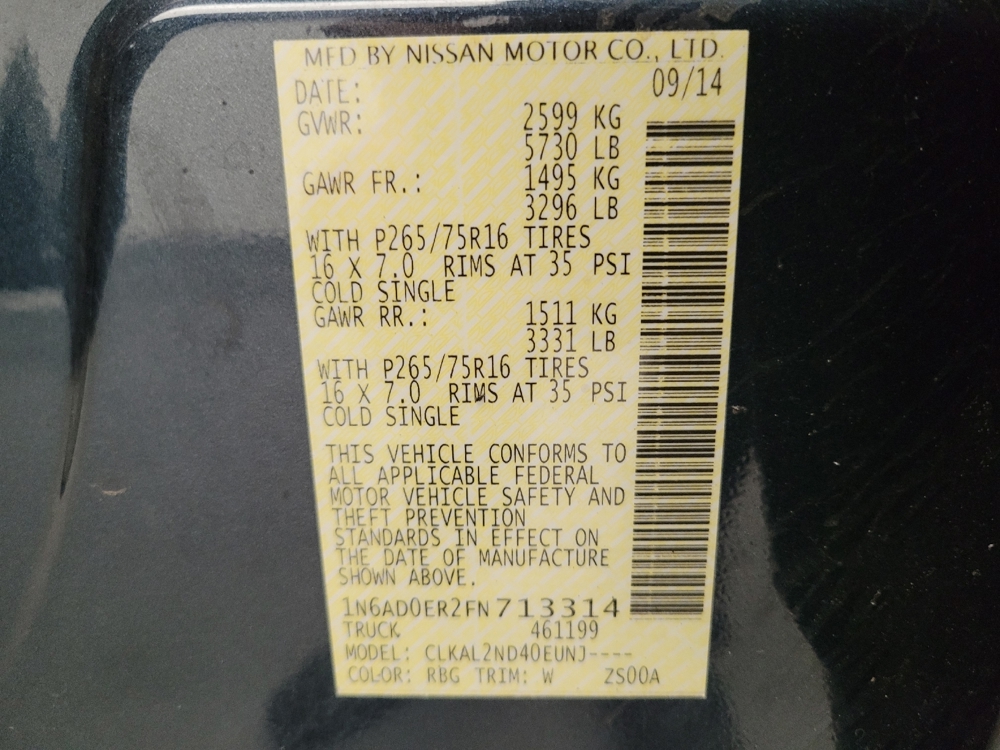 MFD BY NISSAN MOTOR CO., LTD.
DATE: 09/14
GVWR: 2599 KG
5730 LB
GAWR FR.: 1495 KG
3296 LB
WITH P265/75R16 TIRES
16 X 7.0 RIMS AT 35 PSI
COLD SINGLE
GAWR RR.: 1511 KG
3331 LB
WITH P265/75R16 TIRES
16 X 7.0 RIMS AT 35 PSI
COLD SINGLE
THIS VEHICLE CONFORMS TO
ALL APPLICABLE FEDERAL
MOTOR VEHICLE SAFETY AND
THEFT PREVENTION
STANDARDS IN EFFECT ON
THE DATE OF MANUFACTURE
SHOWN ABOVE.
1N6AD0ER2FN713314
TRUCK 461199
MODEL: CLKAL2ND40EUNJ----
COLOR: RBG TRIM: W ZS00A